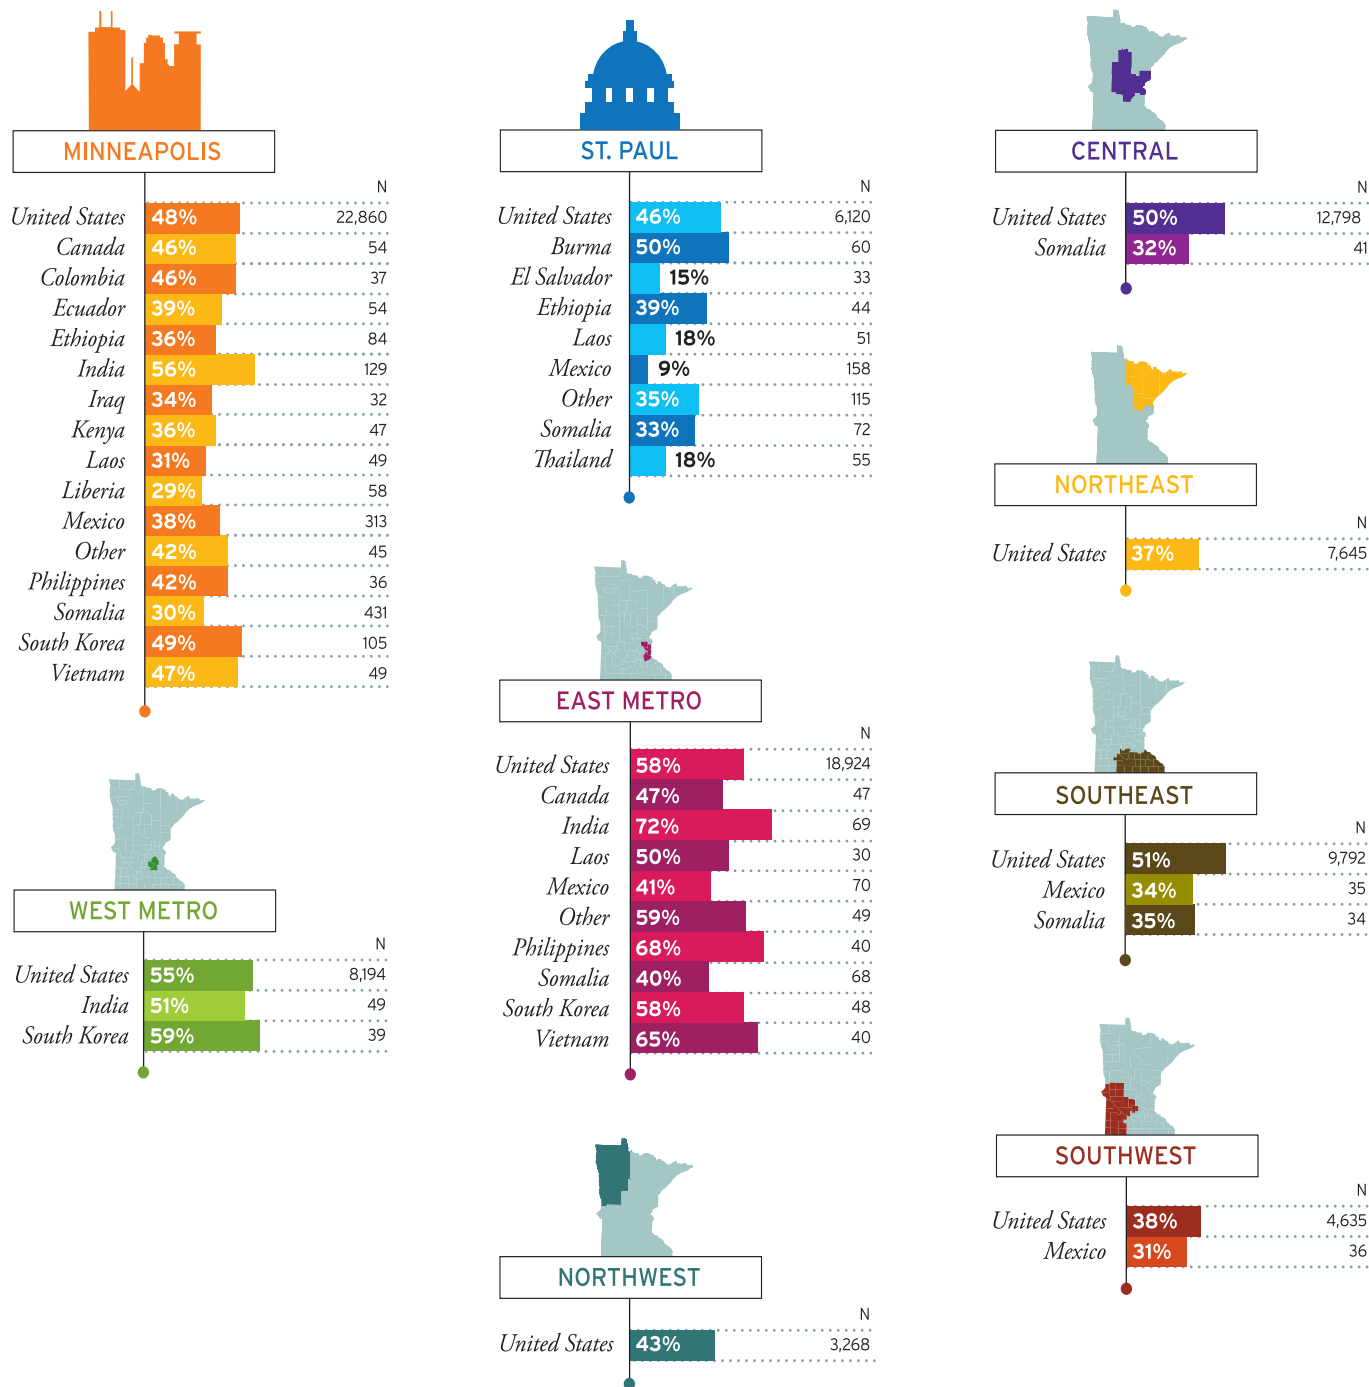 MINNEAPOLIS
N
United States 48% 22,860
Canada 46% 54
Colombia 46% 37
Ecuador 39% 54
Ethiopia 36% 84
India 56% 129
Iraq 34% 32
Kenya 36% 47
Laos 31% 49
Liberia 29% 58
Mexico 38% 313
Other 42% 45
Philippines 42% 36
Somalia 30% 431
South Korea 49% 105
Vietnam 47% 49
WEST METRO
N
United States 55% 8,194
India 51% 49
South Korea 59% 39
ST. PAUL
N
United States 46% 6,120
Burma 50% 60
El Salvador 15% 33
Ethiopia 39% 44
Laos 18% 51
Mexico 9% 158
Other 35% 115
Somalia 33% 72
Thailand 18% 55
EAST METRO
N
United States 58% 18,924
Canada 47% 47
India 72% 69
Laos 50% 30
Mexico 41% 70
Other 59% 49
Philippines 68% 40
Somalia 40% 68
South Korea 58% 48
Vietnam 65% 40
NORTHWEST
N
United States 43% 3,268
CENTRAL
N
United States 50% 12,798
Somalia 32% 41
NORTHEAST
N
United States 37% 7,645
SOUTHEAST
N
United States 51% 9,792
Mexico 34% 35
Somalia 35% 34
SOUTHWEST
N
United States 38% 4,635
Mexico 31% 36